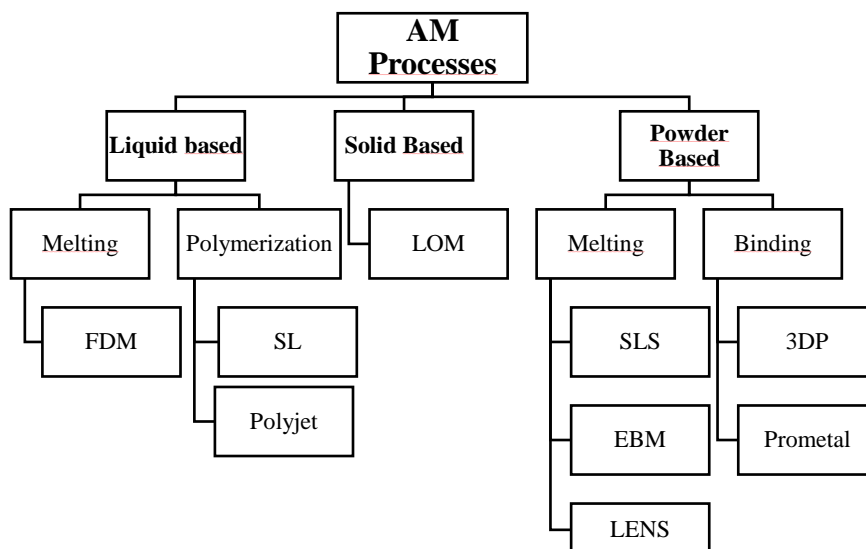 AM
Processes
Liquid based
Solid Based
Powder
Based
Melting
Polymerization
LOM
Melting
Binding
FDM
SL
SLS
3DP
Polyjet
EBM
Prometal
LENS